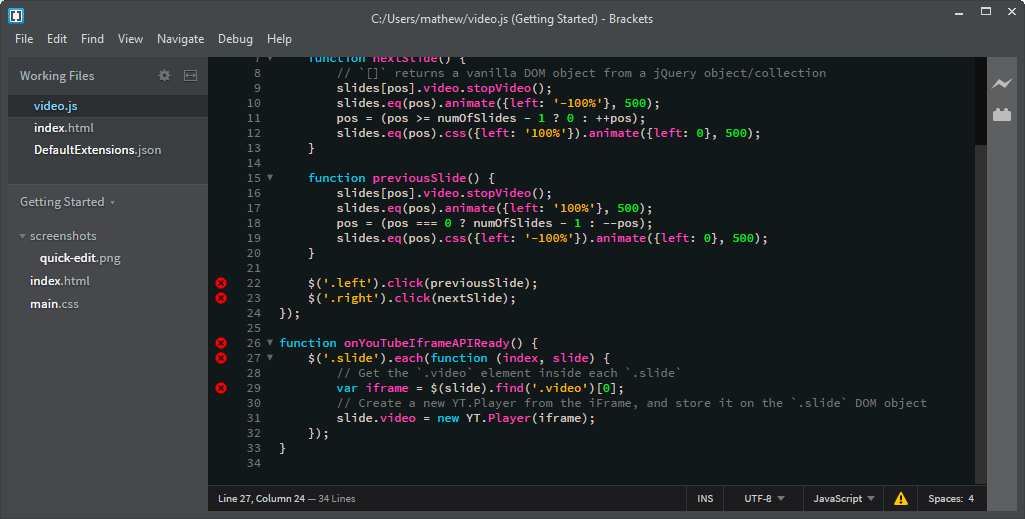 C:/Users/mathew/video.js (Getting Started) - Brackets
File Edit Find View Navigate Debug Help
Working Files
video.js
index.html
DefaultExtensions.json
Getting Started
screenshots
quick-edit.png
index.html
main.css
7 function nextSlide() {
8 // `[]` returns a vanilla DOM object from a jQuery object/collection
9 slides[pos].video.stopVideo();
10 slides.eq(pos).animate({left: '-100%'}, 500);
11 pos = (pos >= numOfSlides - 1 ? 0 : ++pos);
12 slides.eq(pos).css({left: '100%'}).animate({left: 0}, 500);
13 }
14
15 function previousSlide() {
16 slides[pos].video.stopVideo();
17 slides.eq(pos).animate({left: '100%'}, 500);
18 pos = (pos === 0 ? numOfSlides - 1 : --pos);
19 slides.eq(pos).css({left: '-100%'}).animate({left: 0}, 500);
20 }
21
22 $('.left').click(previousSlide);
23 $('.right').click(nextSlide);
24 });
25
26 function onYouTubeIframeAPIReady() {
27 $('.slide').each(function (index, slide) {
28 // Get the `.video` element inside each `.slide`
29 var iframe = $(slide).find('.video')[0];
30 // Create a new YT.Player from the iFrame, and store it on the `.slide` DOM object
31 slide.video = new YT.Player(iframe);
32 });
33 }
34
Line 27, Column 24 — 34 Lines
INS UTF-8 JavaScript Spaces: 4